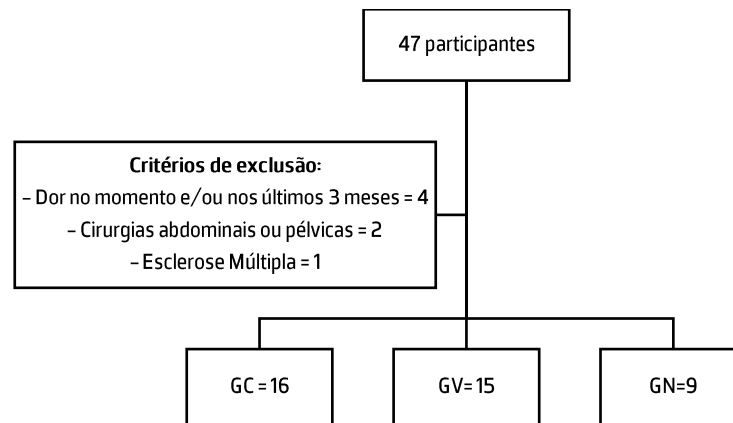 47 participantes
Critérios de exclusão:
– Dor no momento e/ou nos últimos 3 meses = 4
– Cirurgias abdominais ou pélvicas = 2
– Esclerose Múltipla = 1
GC = 16
GV= 15
GN=9